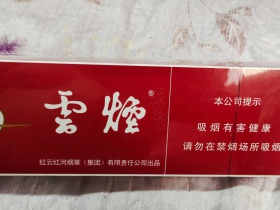 雲煙®
红云红河烟草（集团）有限责任公司出品
本公司提示
吸烟有害健康
请勿在禁烟场所吸烟